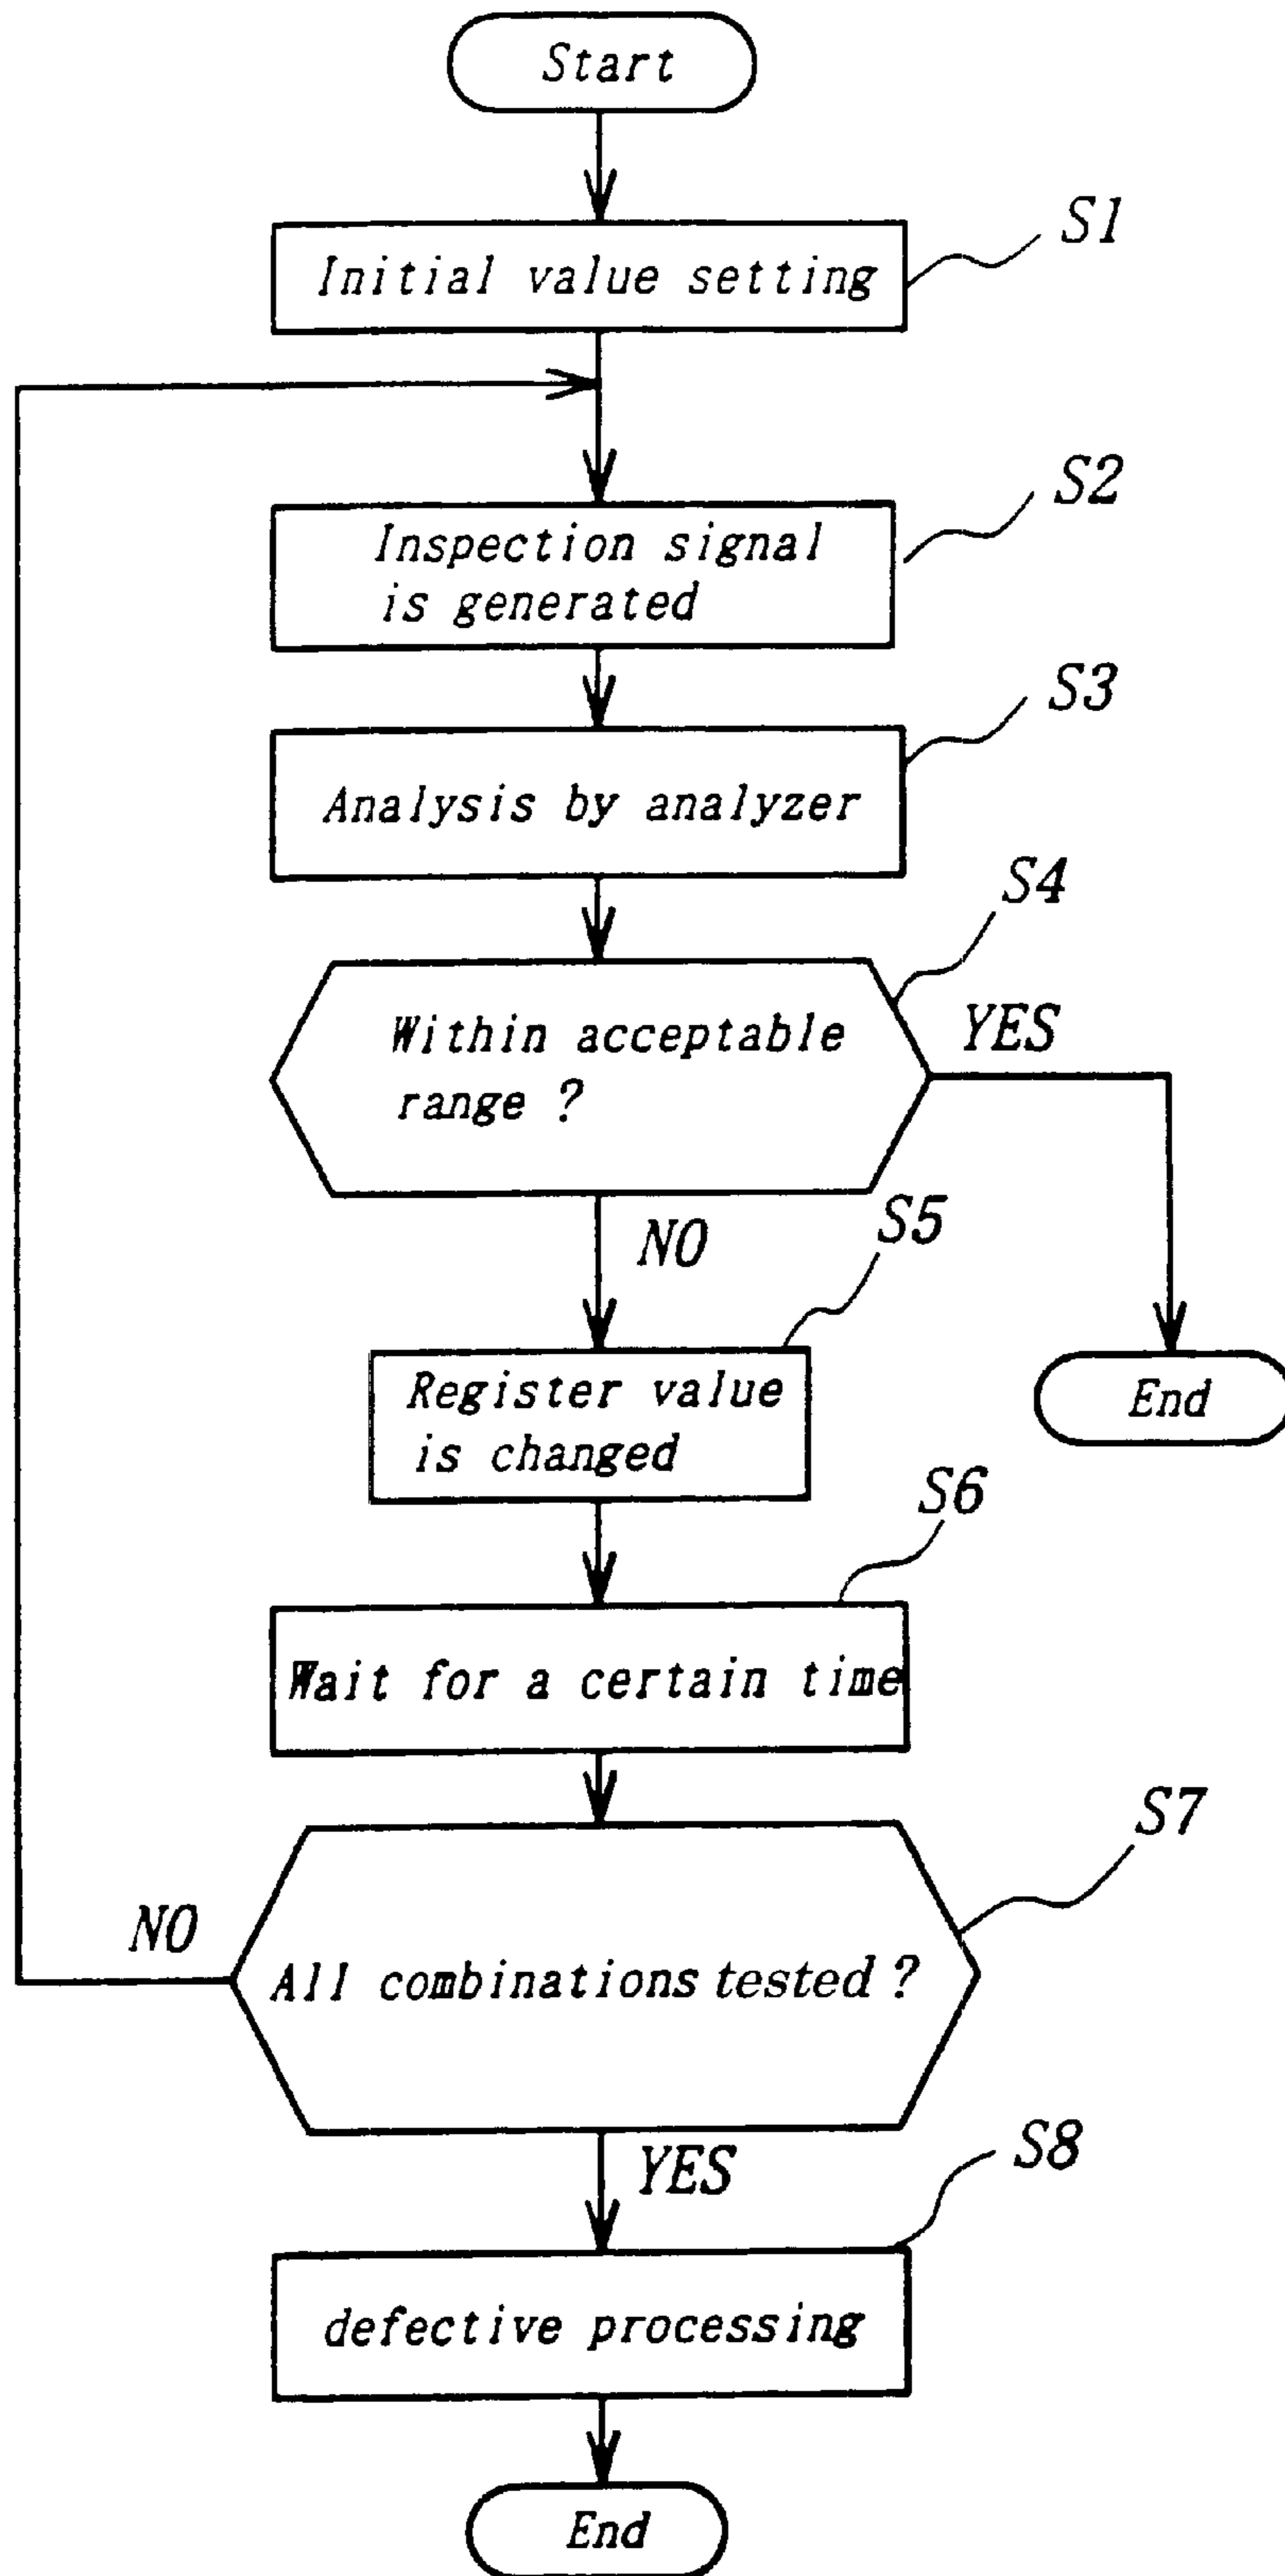 Start
S1
Initial value setting
S2
Inspection signal
is generated
S3
Analysis by analyzer
S4
Within acceptable
range ?
YES
NO
S5
Register value
is changed
End
S6
Wait for a certain time
S7
NO
All combinations tested ?
YES
S8
defective processing
End